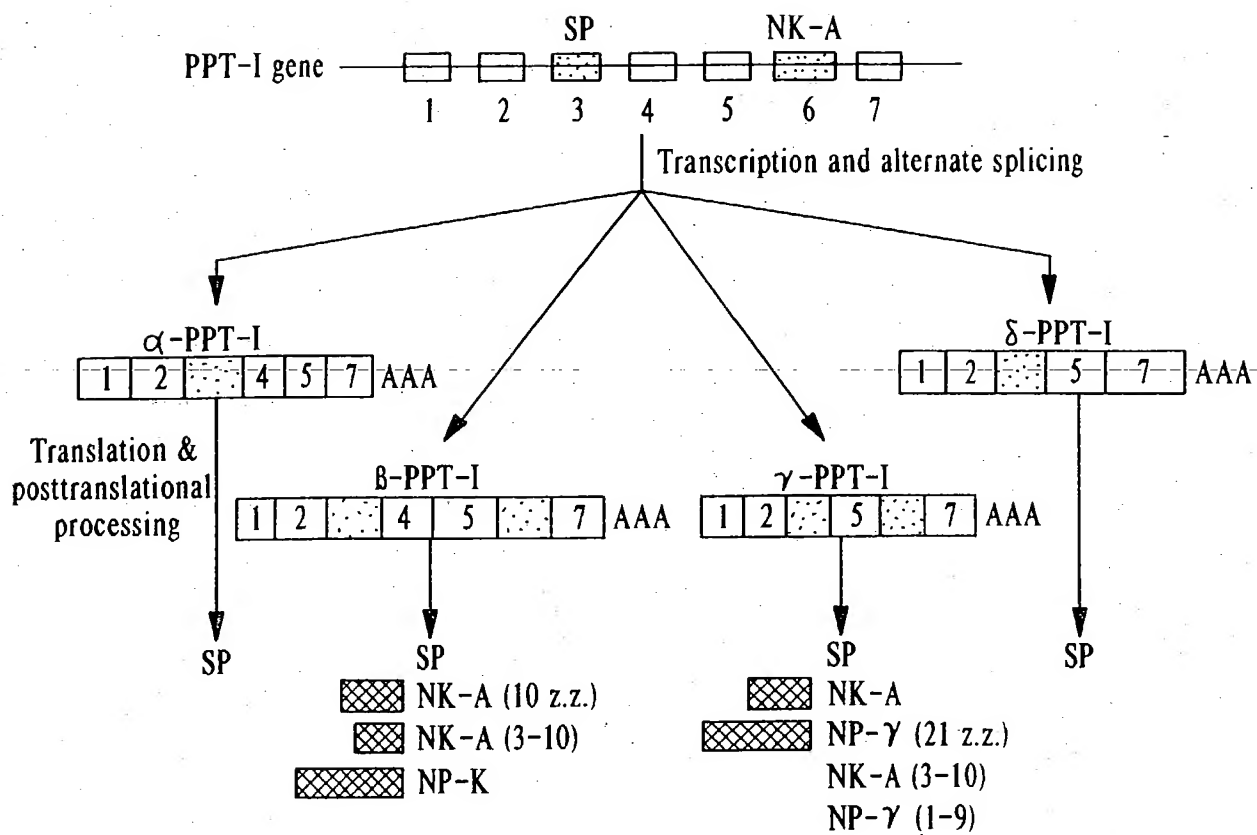 SP NK-A
PPT-I gene
1 2 3 4 5 6 7
Transcription and alternate splicing
α-PPT-I
1 2 4 5 7 AAA
δ-PPT-I
1 2 5 7 AAA
Translation &
posttranslational
processing
ß-PPT-I
1 2 4 5 7 AAA
γ-PPT-I
1 2 5 7 AAA
SP
SP
NK-A (10 z.z.)
NK-A (3-10)
NP-K
SP
NK-A
NP-γ (21 z.z.)
NK-A (3-10)
NP-γ (1-9)
SP